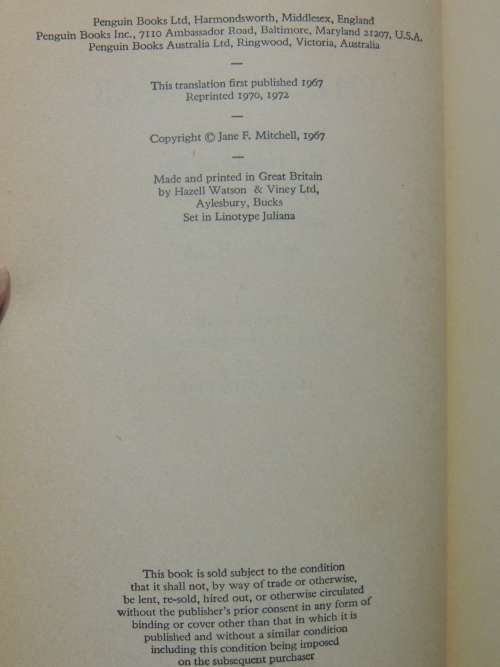 Penguin Books Ltd, Harmondsworth, Middlesex, England
Penguin Books Inc., 7110 Ambassador Road, Baltimore, Maryland 21207, U.S.A.
Penguin Books Australia Ltd, Ringwood, Victoria, Australia
—
This translation first published 1967
Reprinted 1970, 1972
—
Copyright © Jane F. Mitchell, 1967
—
Made and printed in Great Britain
by Hazell Watson & Viney Ltd,
Aylesbury, Bucks
Set in Linotype Juliana
This book is sold subject to the condition
that it shall not, by way of trade or otherwise,
be lent, re-sold, hired out, or otherwise circulated
without the publisher's prior consent in any form of
binding or cover other than that in which it is
published and without a similar condition
including this condition being imposed
on the subsequent purchaser